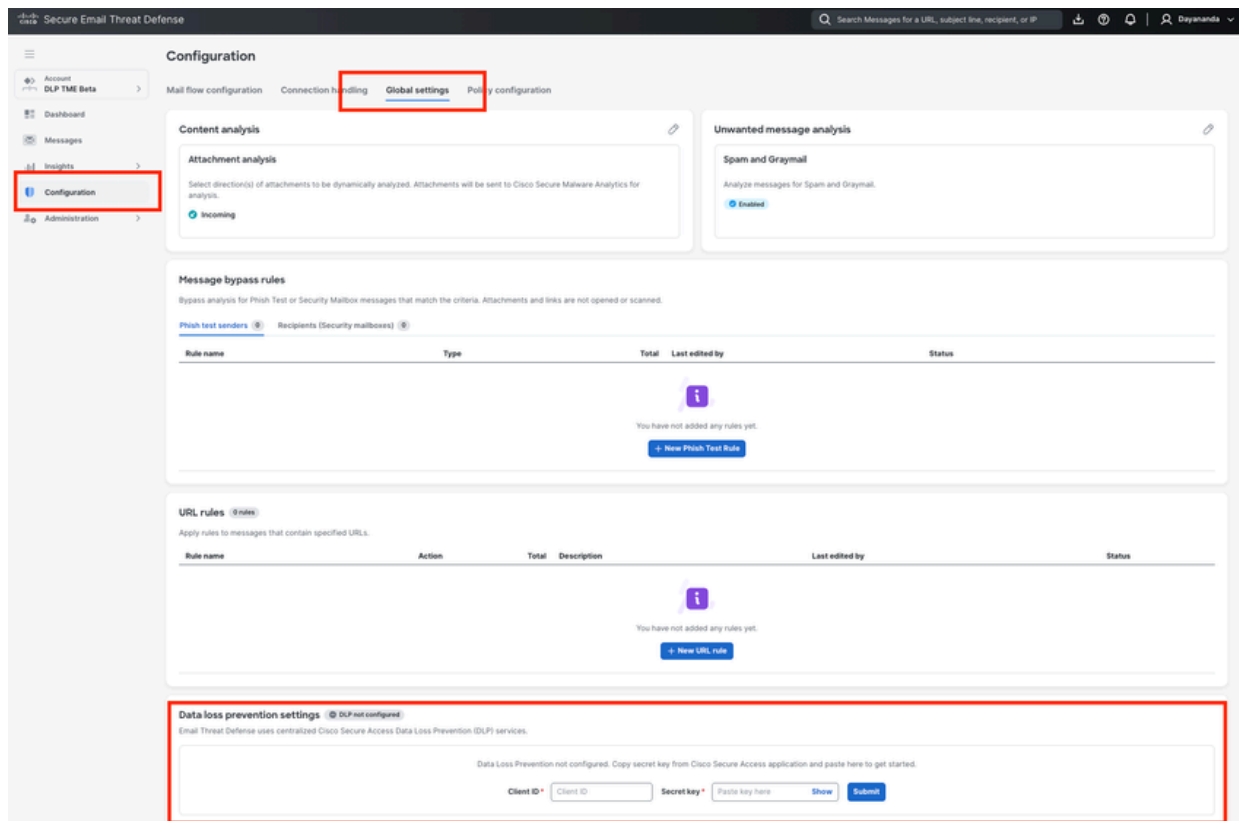 cisco Secure Email Threat Defense
Search Messages for a URL, subject line, recipient, or IP
Dayananda
Account
DLP TME Beta
Dashboard
Messages
Insights
Configuration
Administration
Configuration
Mail flow configuration Connection handling Global settings Policy configuration
Content analysis
Attachment analysis
Select direction(s) of attachments to be dynamically analyzed. Attachments will be sent to Cisco Secure Malware Analytics for
analysis.
Incoming
Unwanted message analysis
Spam and Graymail
Analyze messages for Spam and Graymail.
Enabled
Message bypass rules
Bypass analysis for Phish Test or Security Mailbox messages that match the criteria. Attachments and links are not opened or scanned.
Phish test senders 0 Recipients (Security mailboxes) 0
Rule name Type Total Last edited by Status
You have not added any rules yet.
+ New Phish Test Rule
URL rules 0 rules
Apply rules to messages that contain specified URLs.
Rule name Action Total Description Last edited by Status
You have not added any rules yet.
+ New URL rule
Data loss prevention settings DLP not configured
Email Threat Defense uses centralized Cisco Secure Access Data Loss Prevention (DLP) services.
Data Loss Prevention not configured. Copy secret key from Cisco Secure Access application and paste here to get started.
Client ID* Client ID Secret key* Paste key here Show Submit